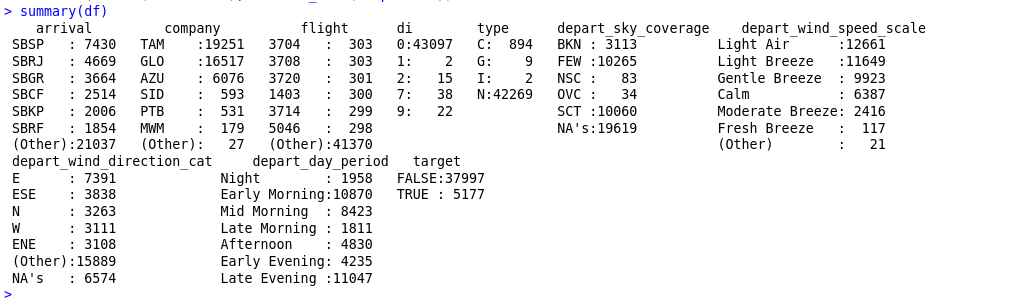 > summary(df)
arrival company flight di type depart_sky_coverage depart_wind_speed_scale
SBSP : 7430 TAM :19251 3704 : 303 0:43097 C: 894 BKN : 3113 Light Air :12661
SBRJ : 4669 GLO :16517 3708 : 303 1: 2 G: 9 FEW :10265 Light Breeze :11649
SBGR : 3664 AZU : 6076 3720 : 301 2: 15 I: 2 NSC : 83 Gentle Breeze : 9923
SBCF : 2514 SID : 593 1403 : 300 7: 38 N:42269 OVC : 34 Calm : 6387
SBKP : 2006 PTB : 531 3714 : 299 9: 22 SCT :10060 Moderate Breeze: 2416
SBRF : 1854 MWM : 179 5046 : 298 NA's:19619 Fresh Breeze : 117
(Other):21037 (Other): 27 (Other):41370 (Other) : 21
depart_wind_direction_cat depart_day_period target
E : 7391 Night : 1958 FALSE:37997
ESE : 3838 Early Morning:10870 TRUE : 5177
N : 3263 Mid Morning : 8423
W : 3111 Late Morning : 1811
ENE : 3108 Afternoon : 4830
(Other):15889 Early Evening: 4235
NA's : 6574 Late Evening :11047
>